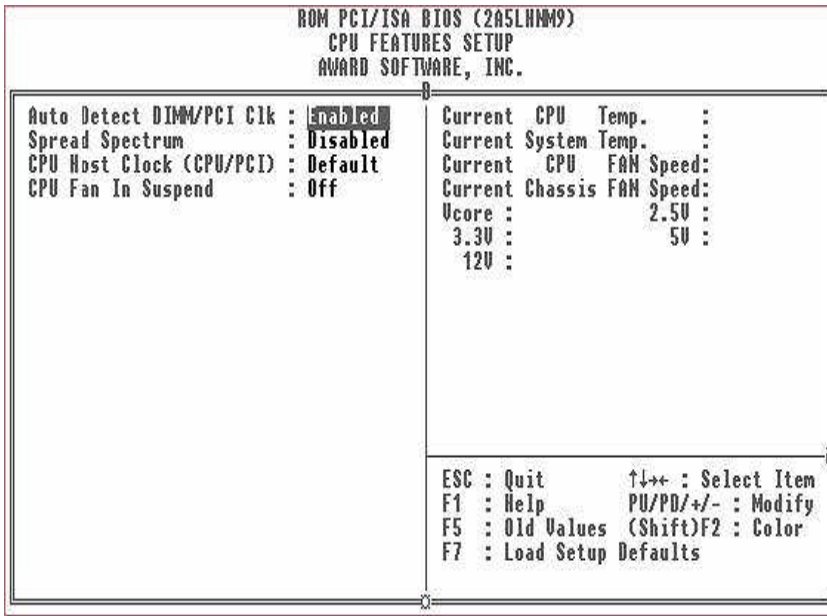 ROM PCI/ISA BIOS (2A5LHNM9)
CPU FEATURES SETUP
AWARD SOFTWARE, INC.
Auto Detect DIMM/PCI Clk : Enabled
Spread Spectrum : Disabled
CPU Host Clock (CPU/PCI) : Default
CPU Fan In Suspend : Off
Current CPU Temp. :
Current System Temp. :
Current CPU FAN Speed:
Current Chassis FAN Speed:
Vcore : 2.5V :
3.3V : 5V :
12V :
ESC : Quit ↑↓→← : Select Item
F1 : Help PU/PD/+/- : Modify
F5 : Old Values (Shift)F2 : Color
F7 : Load Setup Defaults